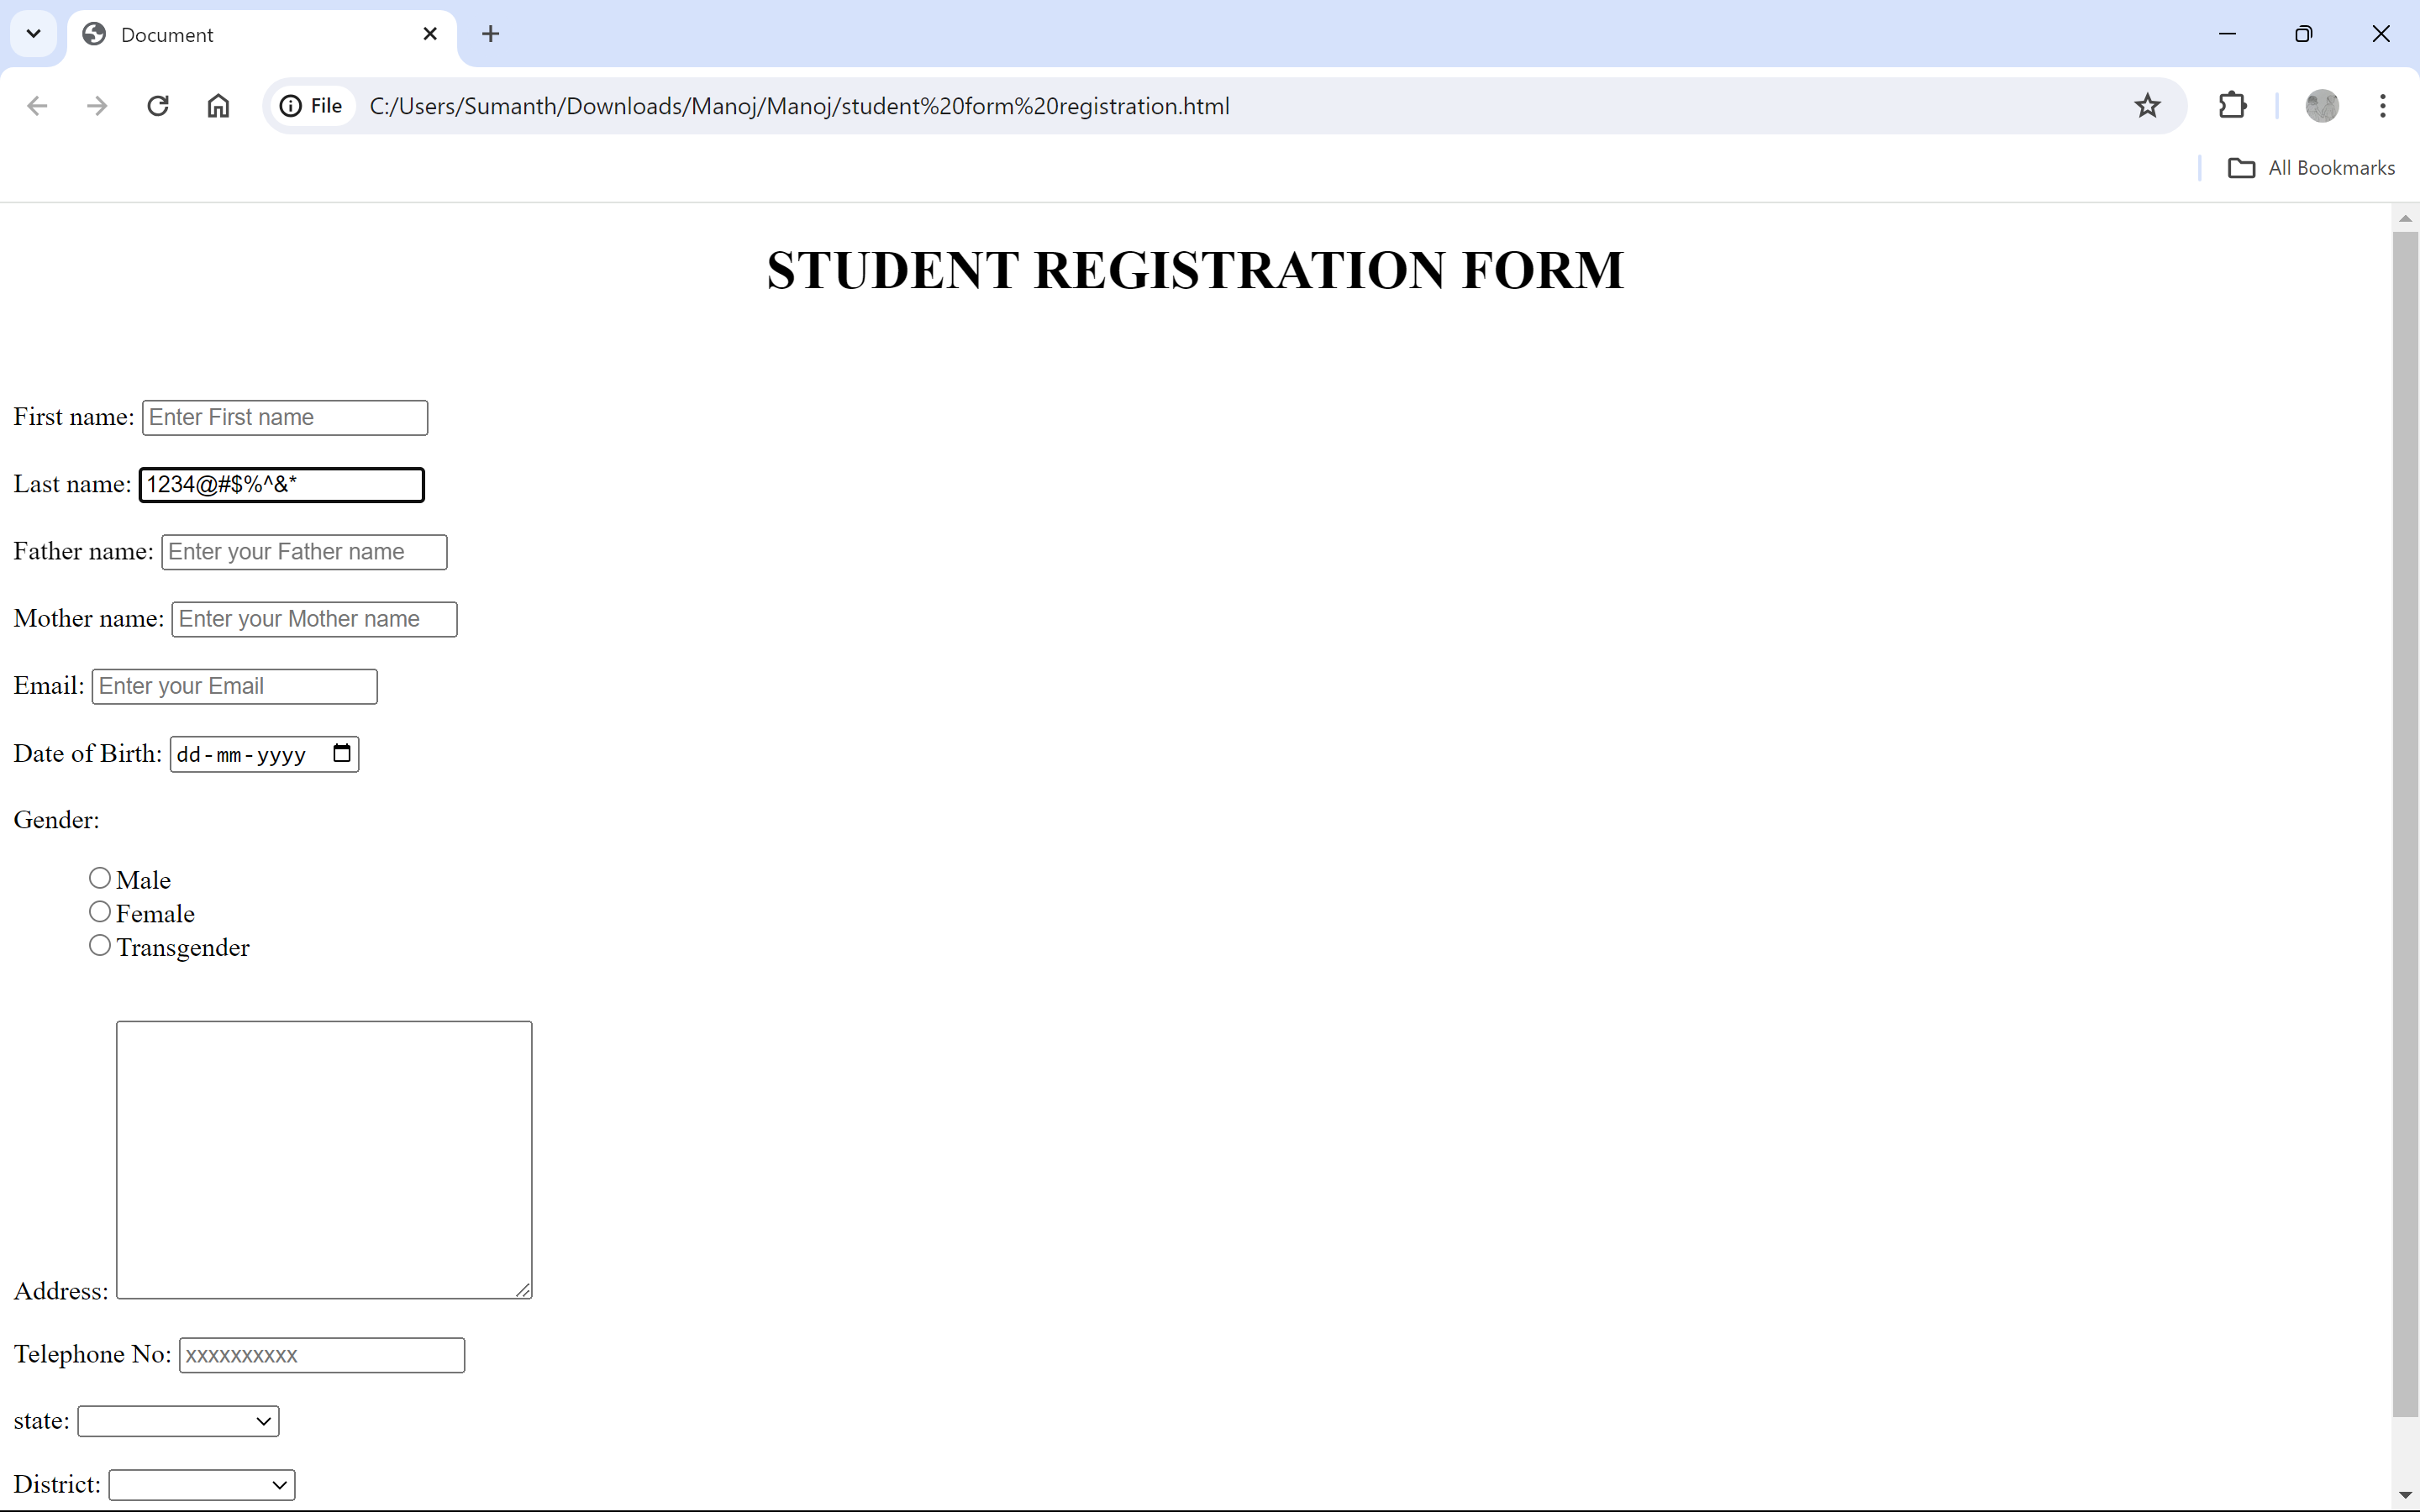 Document
File C:/Users/Sumanth/Downloads/Manoj/Manoj/student%20form%20registration.html
All Bookmarks
STUDENT REGISTRATION FORM
First name: Enter First name
Last name: 1234@#$%^&*
Father name: Enter your Father name
Mother name: Enter your Mother name
Email: Enter your Email
Date of Birth: dd-mm-yyyy
Gender:
Male
Female
Transgender
Address:
Telephone No: xxxxxxxxxx
state:
District: